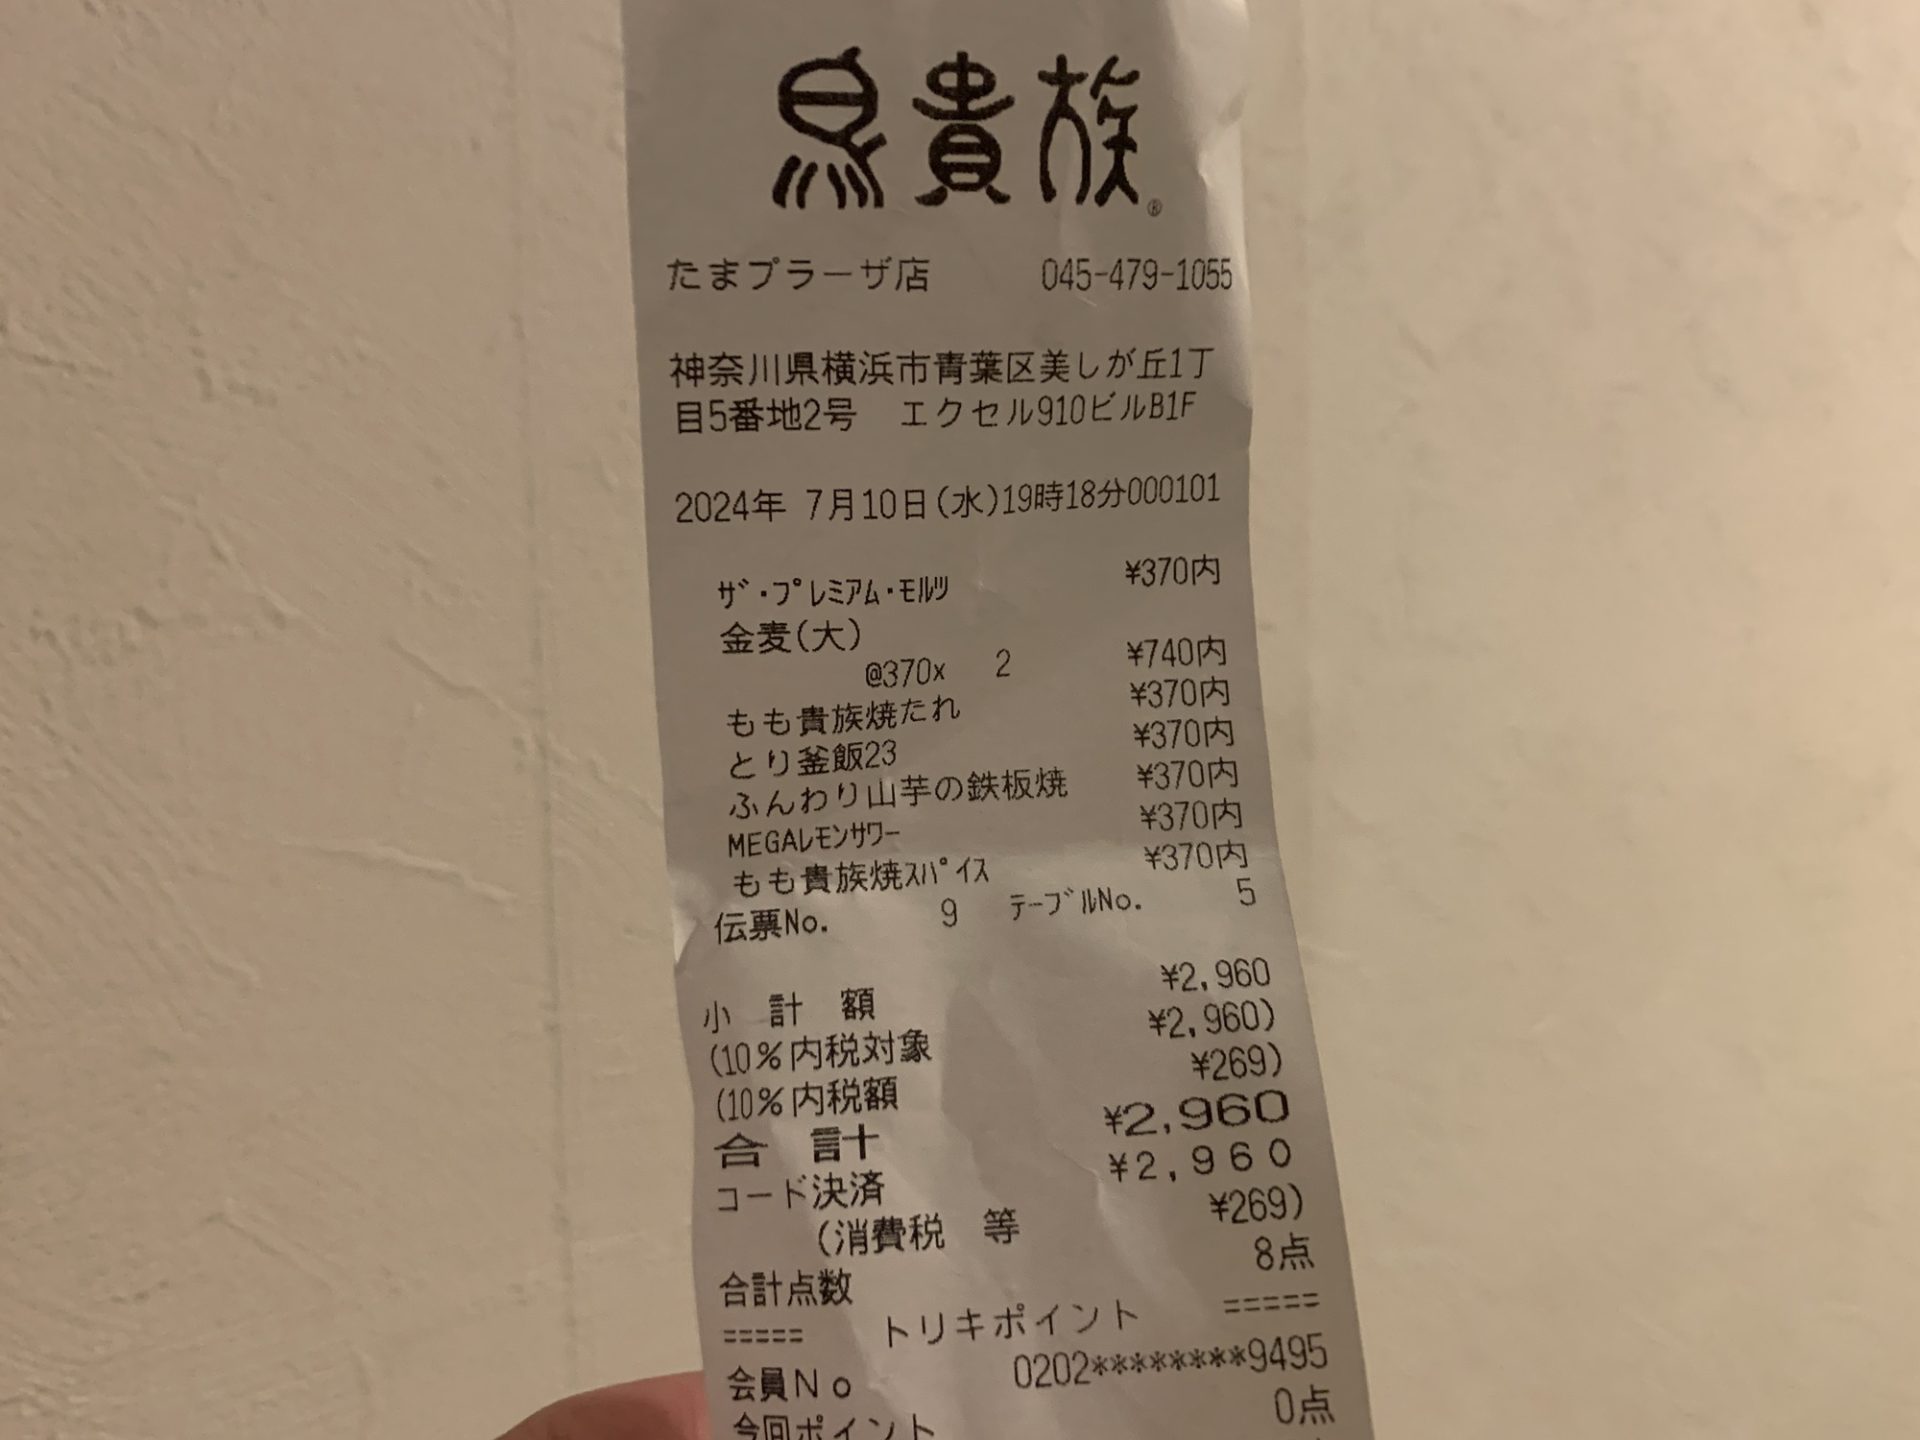 鳥貴族®
たまプラーザ店 045-479-1055
神奈川県横浜市青葉区美しが丘1丁
目5番地2号 エクセル910ビルB1F
2024年 7月10日(水)19時18分000101
ｻﾞ・ﾌﾟﾚﾐｱﾑ・ﾓﾙﾂ ¥370内
金麦(大)
@370× 2 ¥740内
もも貴族焼たれ ¥370内
とり釜飯23 ¥370内
ふんわり山芋の鉄板焼 ¥370内
MEGAﾚﾓﾝｻﾜｰ ¥370内
もも貴族焼ｽﾊﾟｲｽ ¥370内
伝票No. 9 ﾃｰﾌﾞﾙNo. 5
小 計 額 ¥2,960
(10%内税対象 ¥2,960)
(10%内税額 ¥269)
合 計 ¥2,960
コード決済 ¥2,960
(消費税 等 ¥269)
合計点数 8点
===== トリキポイント =====
会員No 0202********9495
今回ポイント 0点